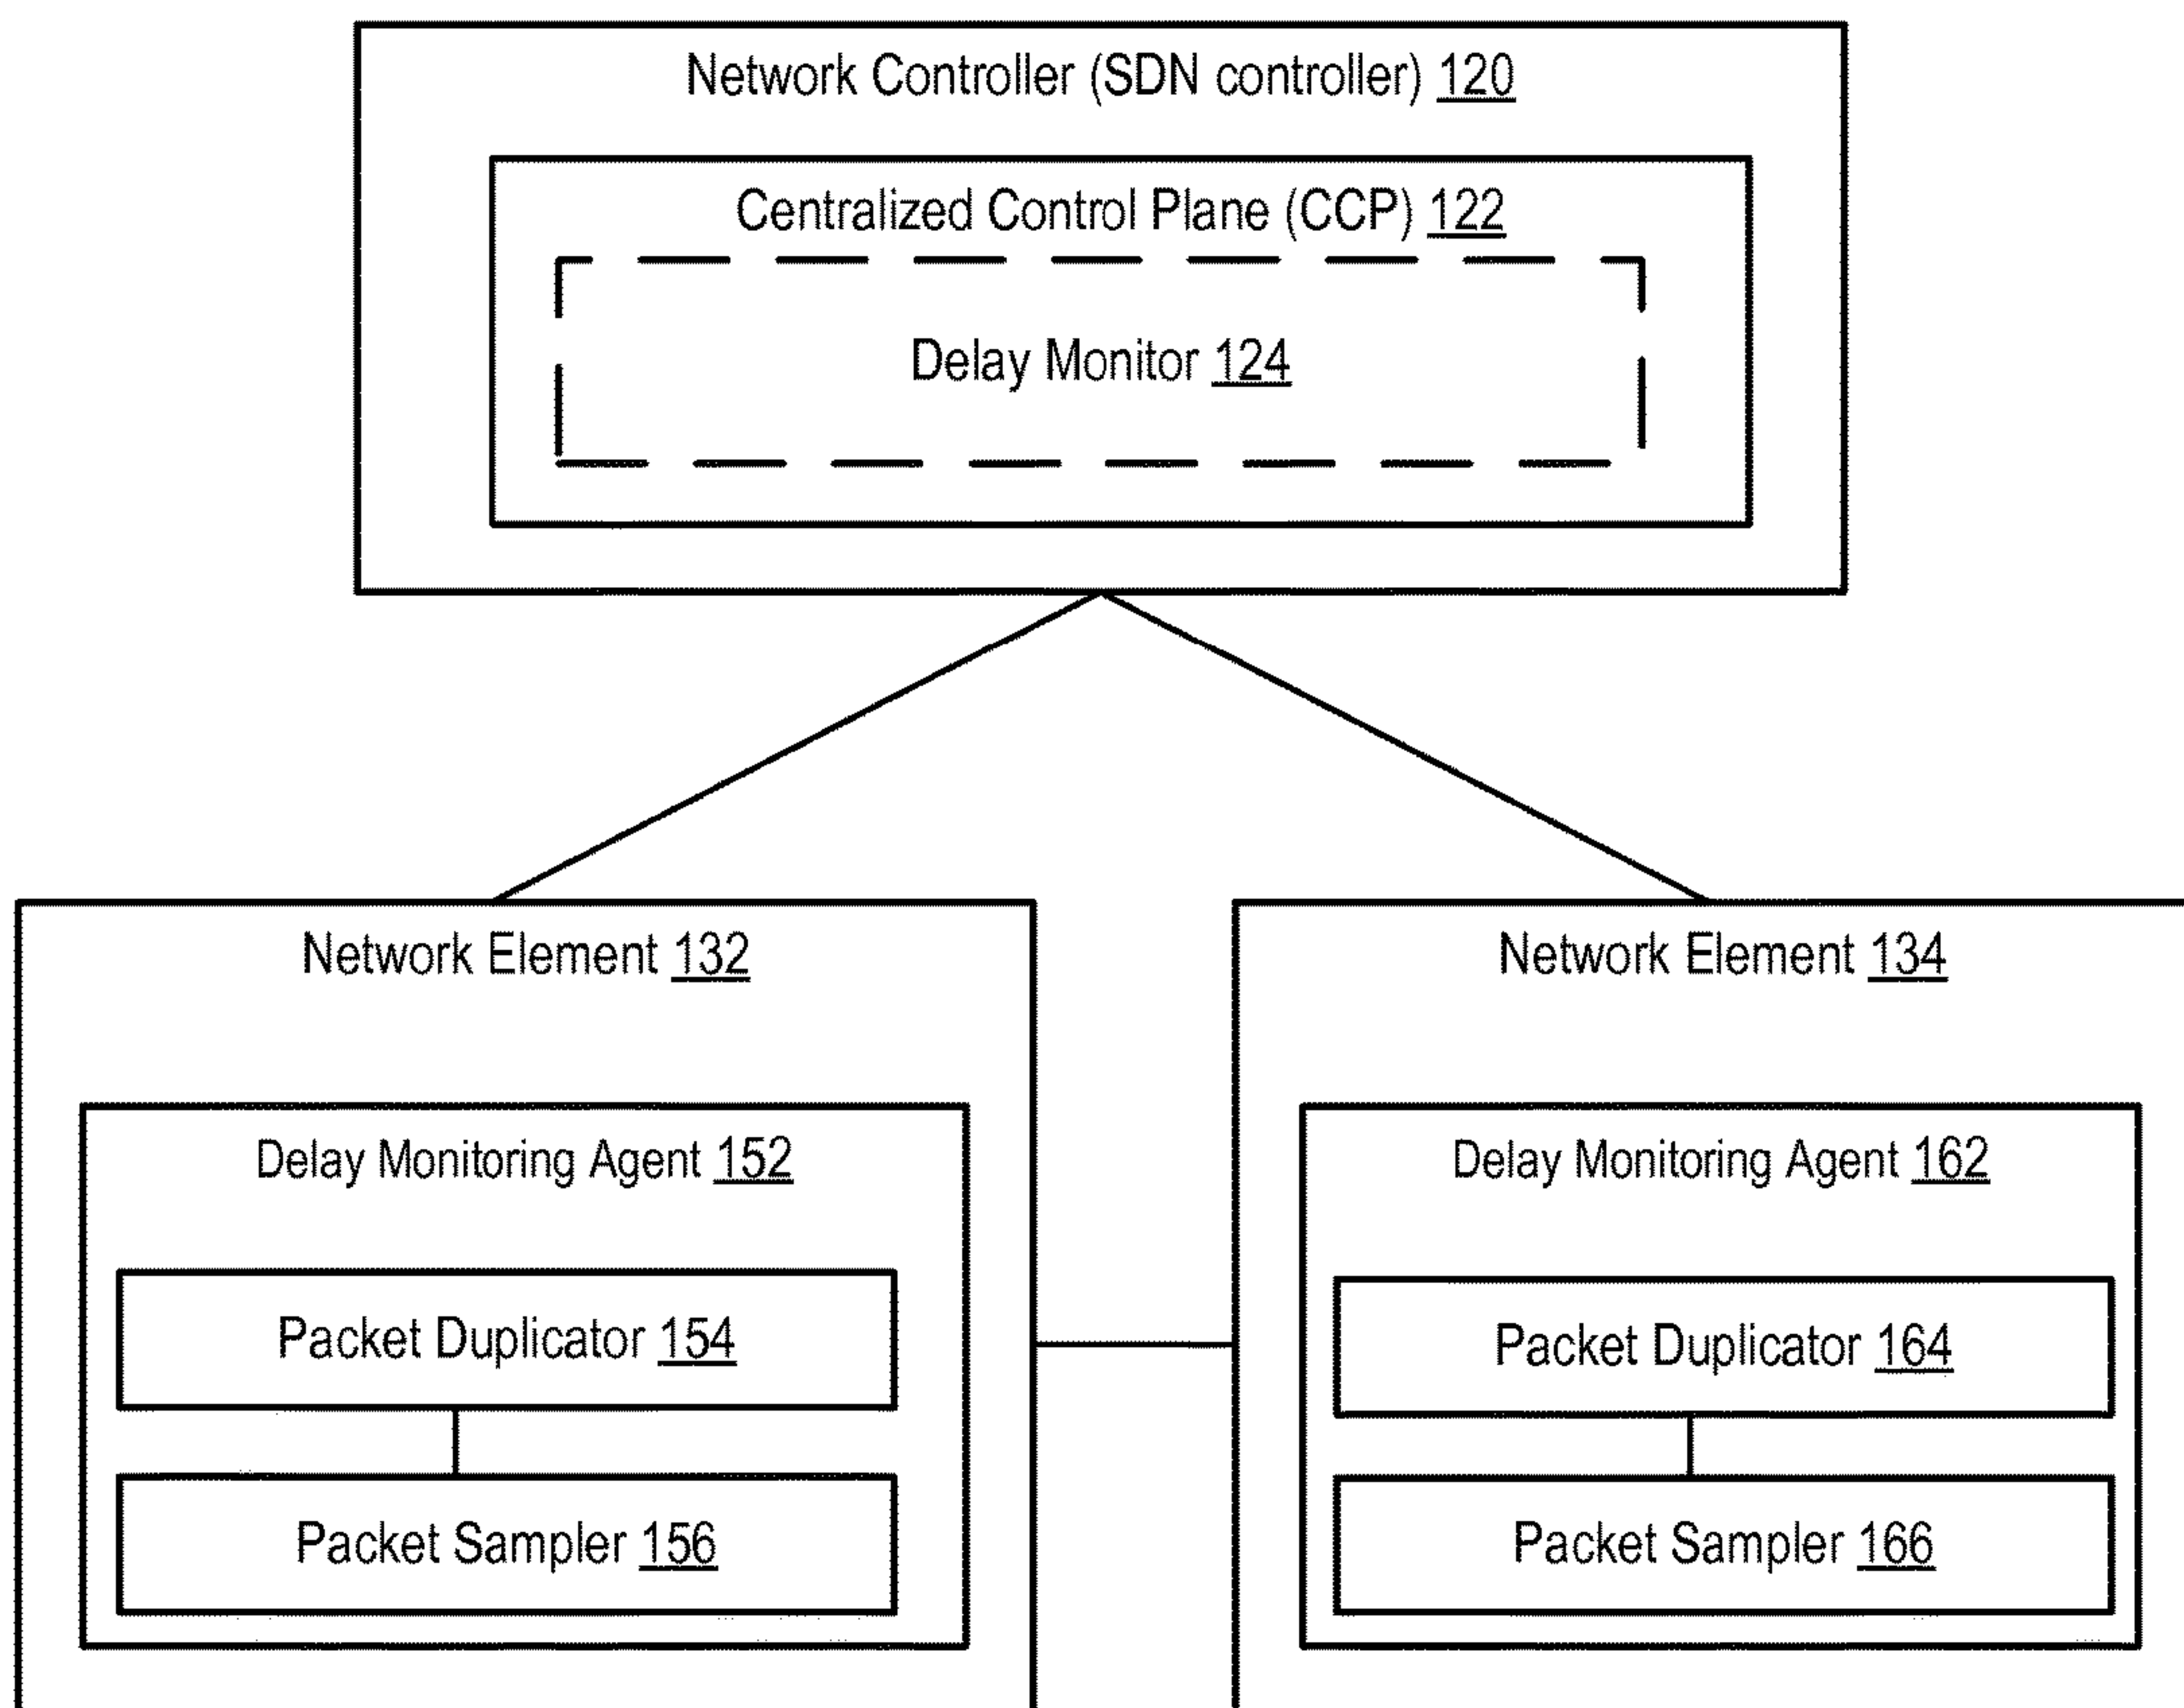 Network Controller (SDN controller) 120
Centralized Control Plane (CCP) 122
Delay Monitor 124
Network Element 132
Delay Monitoring Agent 152
Packet Duplicator 154
Packet Sampler 156
Network Element 134
Delay Monitoring Agent 162
Packet Duplicator 164
Packet Sampler 166